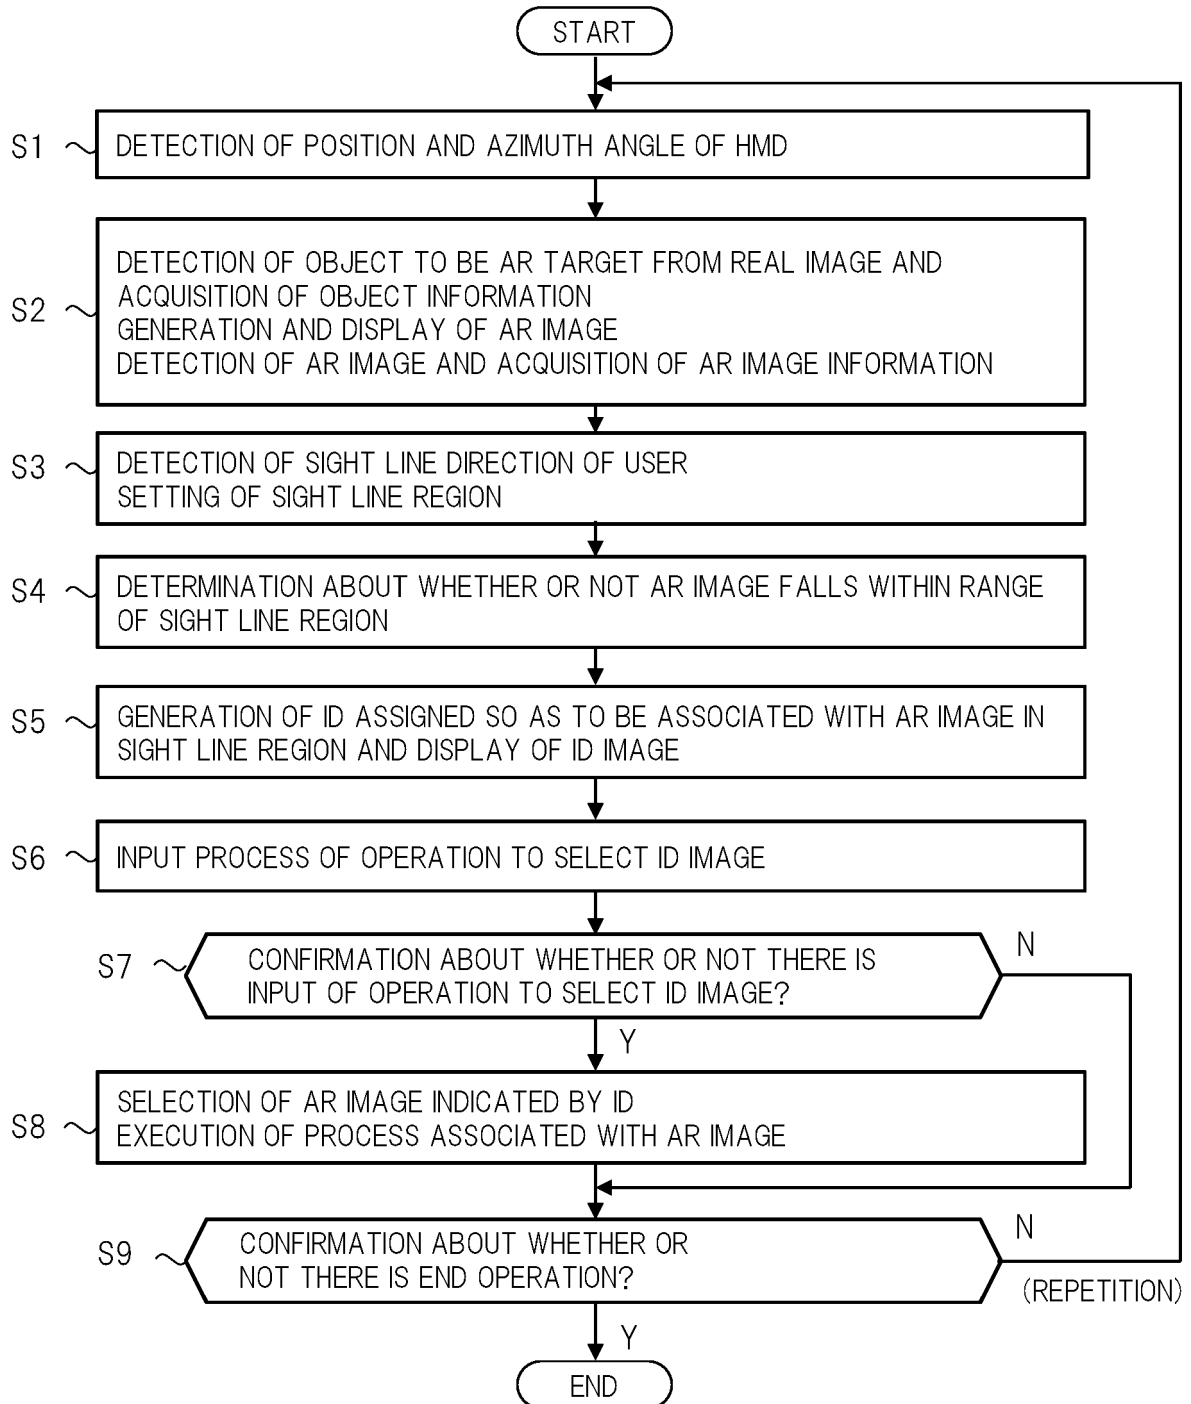 START
S1
DETECTION OF POSITION AND AZIMUTH ANGLE OF HMD
S2
DETECTION OF OBJECT TO BE AR TARGET FROM REAL IMAGE AND
ACQUISITION OF OBJECT INFORMATION
GENERATION AND DISPLAY OF AR IMAGE
DETECTION OF AR IMAGE AND ACQUISITION OF AR IMAGE INFORMATION
S3
DETECTION OF SIGHT LINE DIRECTION OF USER
SETTING OF SIGHT LINE REGION
S4
DETERMINATION ABOUT WHETHER OR NOT AR IMAGE FALLS WITHIN RANGE
OF SIGHT LINE REGION
S5
GENERATION OF ID ASSIGNED SO AS TO BE ASSOCIATED WITH AR IMAGE IN
SIGHT LINE REGION AND DISPLAY OF ID IMAGE
S6
INPUT PROCESS OF OPERATION TO SELECT ID IMAGE
S7
CONFIRMATION ABOUT WHETHER OR NOT THERE IS
INPUT OF OPERATION TO SELECT ID IMAGE?
N
Y
S8
SELECTION OF AR IMAGE INDICATED BY ID
EXECUTION OF PROCESS ASSOCIATED WITH AR IMAGE
S9
CONFIRMATION ABOUT WHETHER OR
NOT THERE IS END OPERATION?
N
(REPETITION)
Y
END